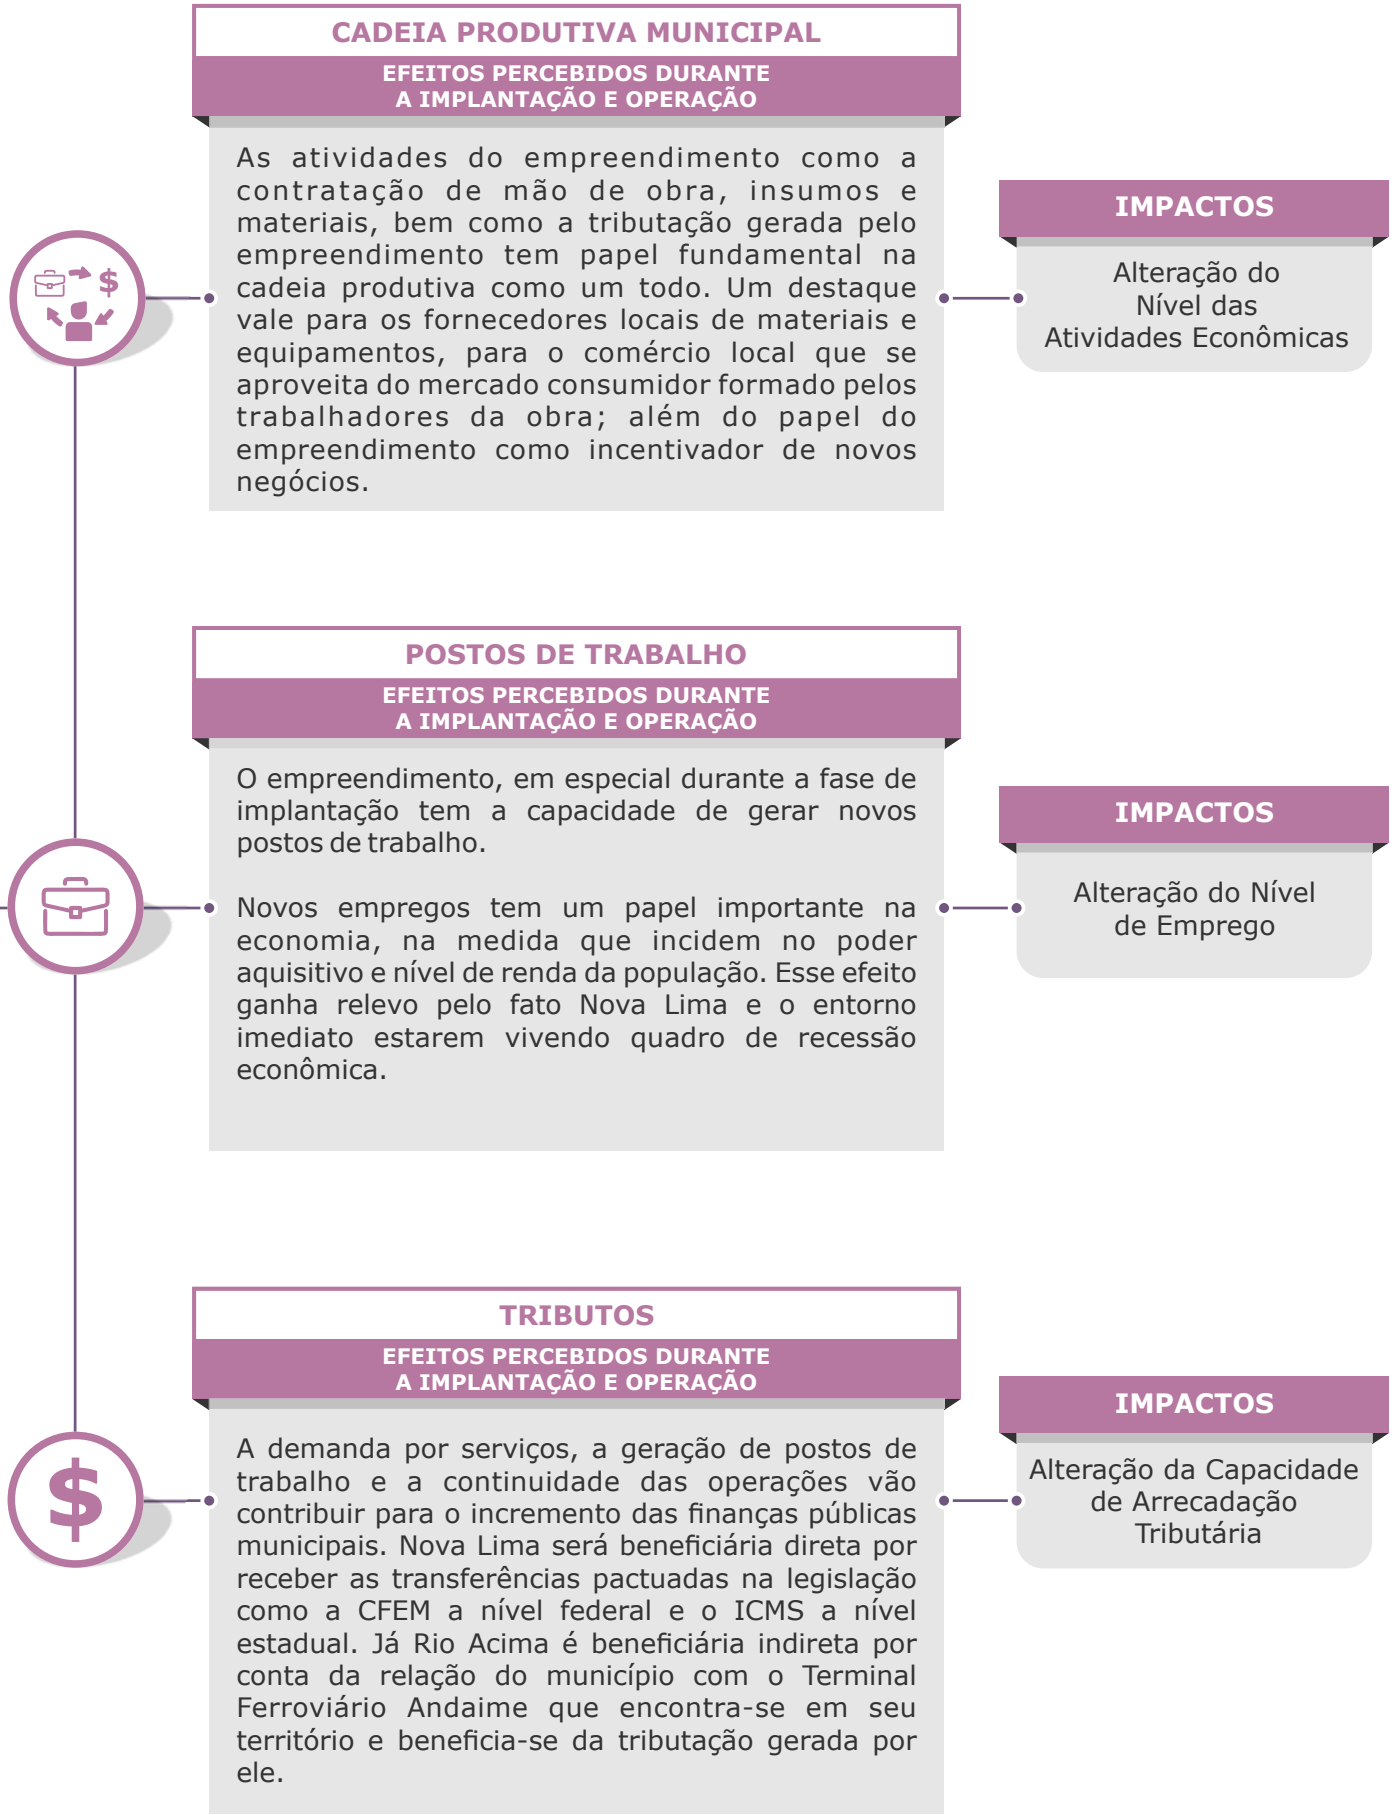 CADEIA PRODUTIVA MUNICIPAL
EFEITOS PERCEBIDOS DURANTE
A IMPLANTAÇÃO E OPERAÇÃO
As atividades do empreendimento como a
contratação de mão de obra, insumos e
materiais, bem como a tributação gerada pelo
empreendimento tem papel fundamental na
cadeia produtiva como um todo. Um destaque
vale para os fornecedores locais de materiais e
equipamentos, para o comércio local que se
aproveita do mercado consumidor formado pelos
trabalhadores da obra; além do papel do
empreendimento como incentivador de novos
negócios.
IMPACTOS
Alteração do
Nível das
Atividades Econômicas
$
POSTOS DE TRABALHO
EFEITOS PERCEBIDOS DURANTE
A IMPLANTAÇÃO E OPERAÇÃO
O empreendimento, em especial durante a fase de
implantação tem a capacidade de gerar novos
postos de trabalho.
Novos empregos tem um papel importante na
economia, na medida que incidem no poder
aquisitivo e nível de renda da população. Esse efeito
ganha relevo pelo fato Nova Lima e o entorno
imediato estarem vivendo quadro de recessão
econômica.
IMPACTOS
Alteração do Nível
de Emprego
TRIBUTOS
EFEITOS PERCEBIDOS DURANTE
A IMPLANTAÇÃO E OPERAÇÃO
A demanda por serviços, a geração de postos de
trabalho e a continuidade das operações vão
contribuir para o incremento das finanças públicas
municipais. Nova Lima será beneficiária direta por
receber as transferências pactuadas na legislação
como a CFEM a nível federal e o ICMS a nível
estadual. Já Rio Acima é beneficiária indireta por
conta da relação do município com o Terminal
Ferroviário Andaime que encontra-se em seu
território e beneficia-se da tributação gerada por
ele.
IMPACTOS
Alteração da Capacidade
de Arrecadação
Tributária
$